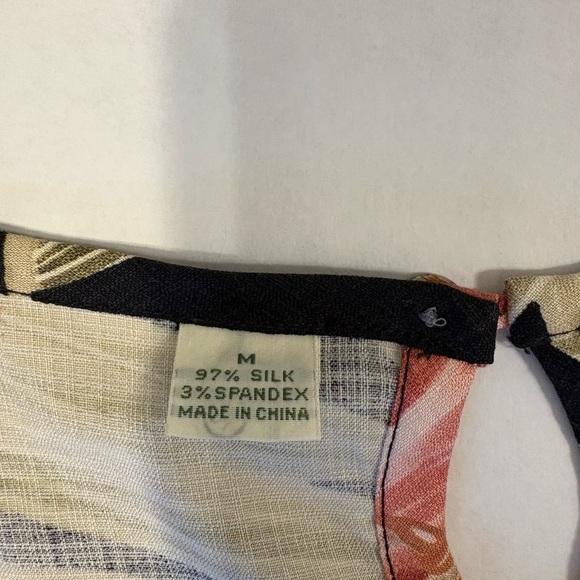 M
97% SILK
3% SPANDEX
MADE IN CHINA